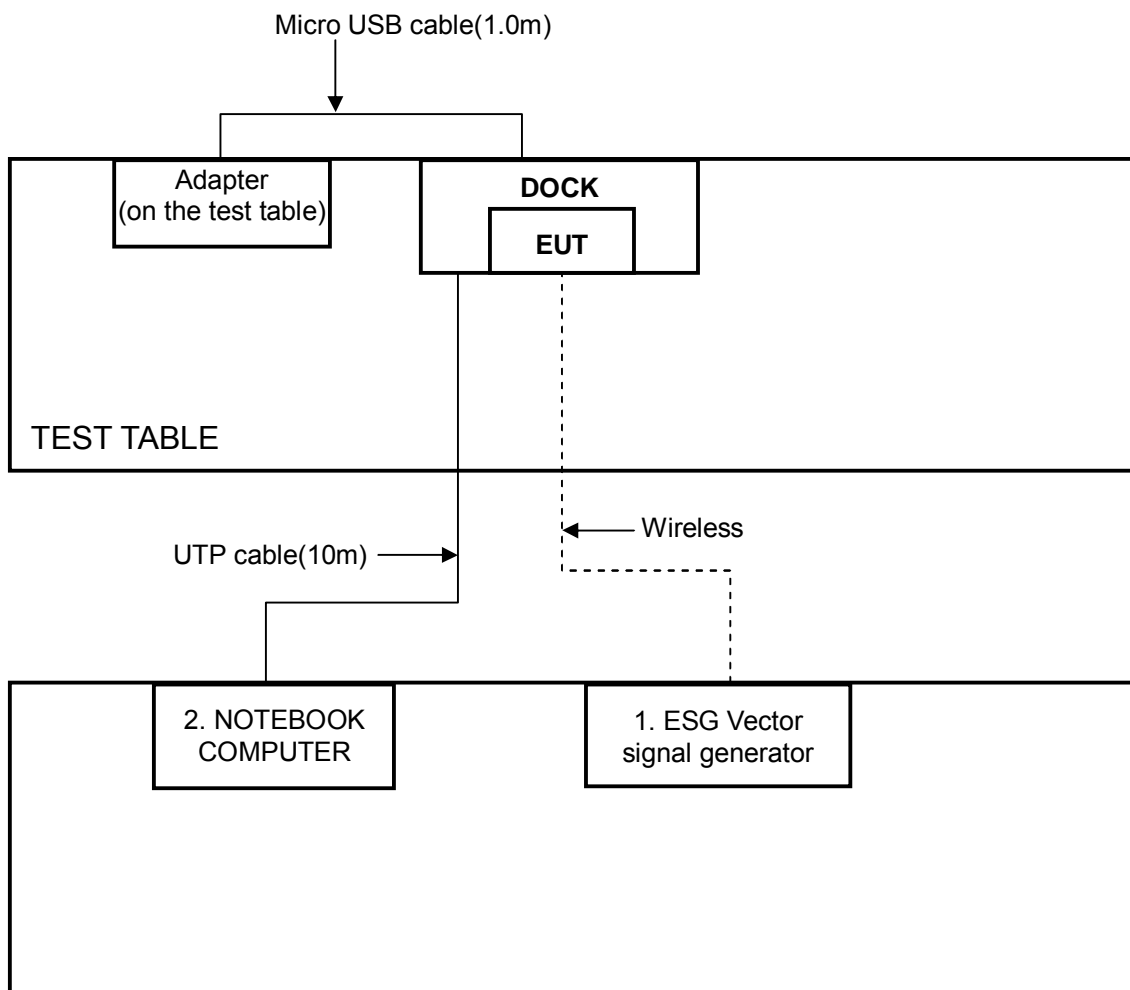 Micro USB cable(1.0m)
Adapter
(on the test table)
DOCK
EUT
TEST TABLE
Wireless
UTP cable(10m)
2. NOTEBOOK
COMPUTER
1. ESG Vector
signal generator